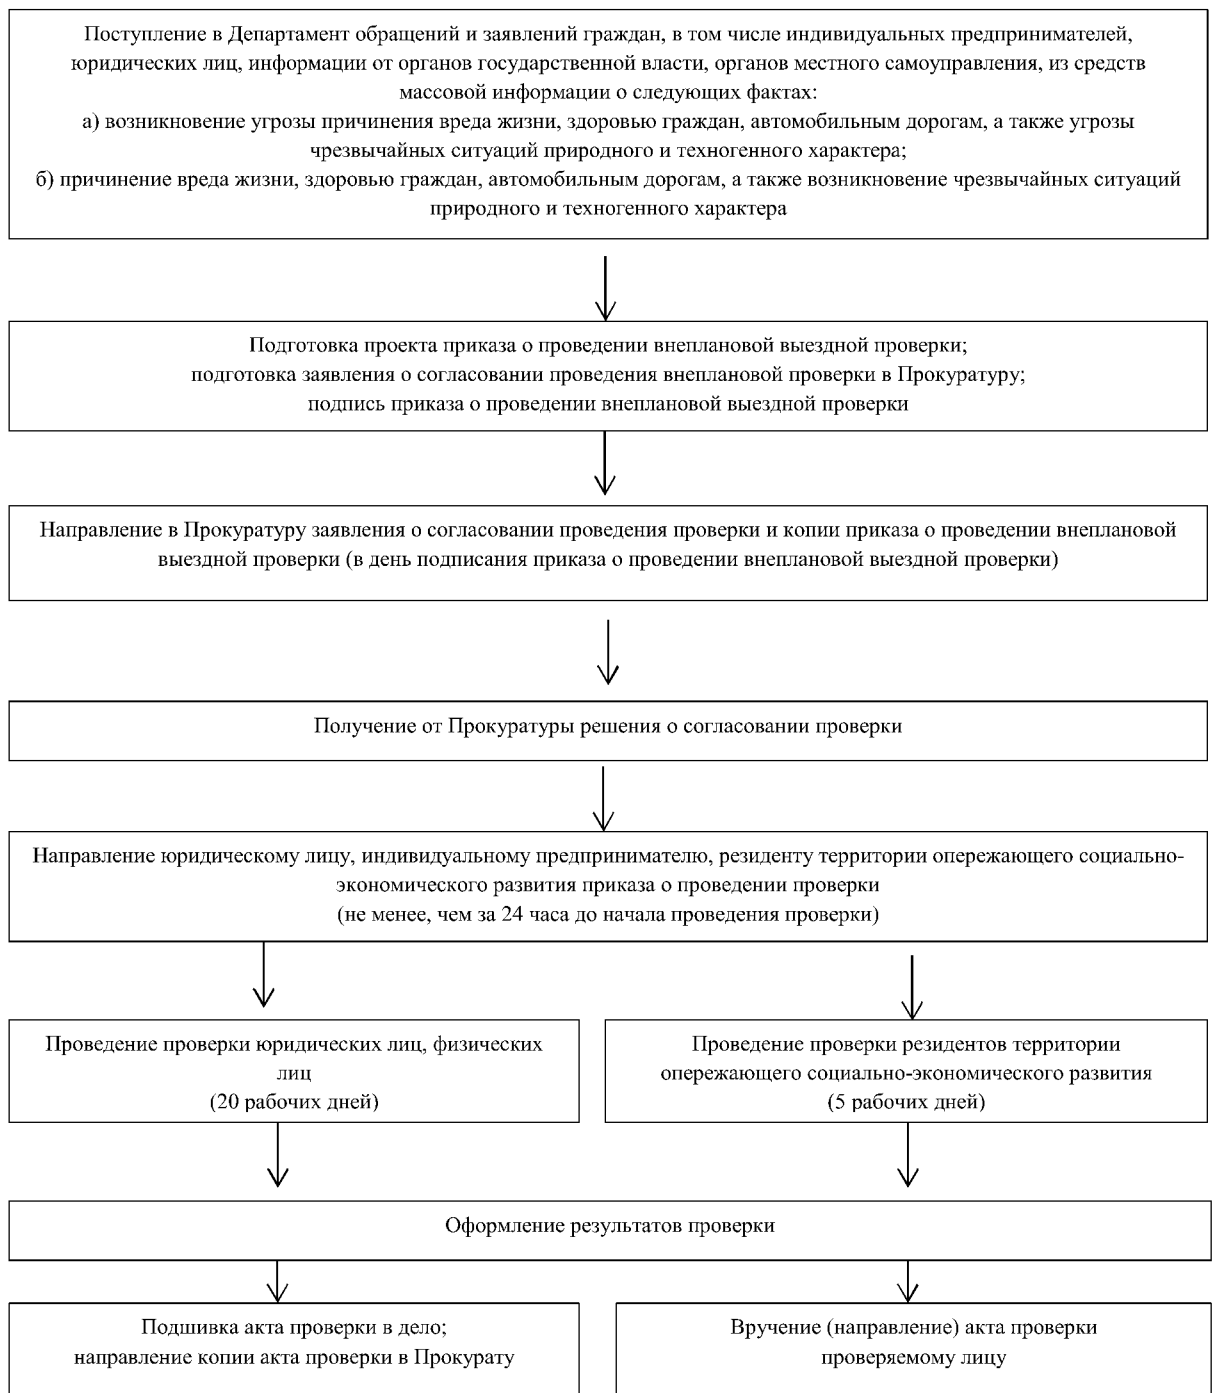 Поступление в Департамент обращений и заявлений граждан, в том числе индивидуальных предпринимателей,
юридических лиц, информации от органов государственной власти, органов местного самоуправления, из средств
массовой информации о следующих фактах:
а) возникновение угрозы причинения вреда жизни, здоровью граждан, автомобильным дорогам, а также угрозы
чрезвычайных ситуаций природного и техногенного характера;
б) причинение вреда жизни, здоровью граждан, автомобильным дорогам, а также возникновение чрезвычайных ситуаций
природного и техногенного характера
Подготовка проекта приказа о проведении внеплановой выездной проверки;
подготовка заявления о согласовании проведения внеплановой проверки в Прокуратуру;
подпись приказа о проведении внеплановой выездной проверки
Направление в Прокуратуру заявления о согласовании проведения проверки и копии приказа о проведении внеплановой
выездной проверки (в день подписания приказа о проведении внеплановой выездной проверки)
Получение от Прокуратуры решения о согласовании проверки
Направление юридическому лицу, индивидуальному предпринимателю, резиденту территории опережающего социально-
экономического развития приказа о проведении проверки
(не менее, чем за 24 часа до начала проведения проверки)
Проведение проверки юридических лиц, физических
лиц
(20 рабочих дней)
Проведение проверки резидентов территории
опережающего социально-экономического развития
(5 рабочих дней)
Оформление результатов проверки
Подшивка акта проверки в дело;
направление копии акта проверки в Прокурату
Вручение (направление) акта проверки
проверяемому лицу